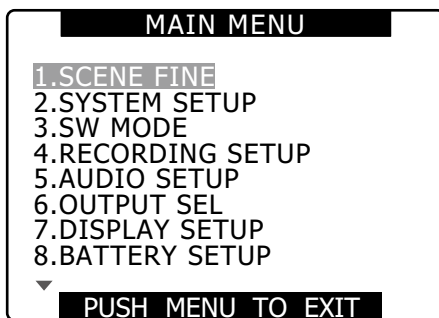 MAIN MENU
1.SCENE FINE
2.SYSTEM SETUP
3.SW MODE
4.RECORDING SETUP
5.AUDIO SETUP
6.OUTPUT SEL
7.DISPLAY SETUP
8.BATTERY SETUP
PUSH MENU TO EXIT